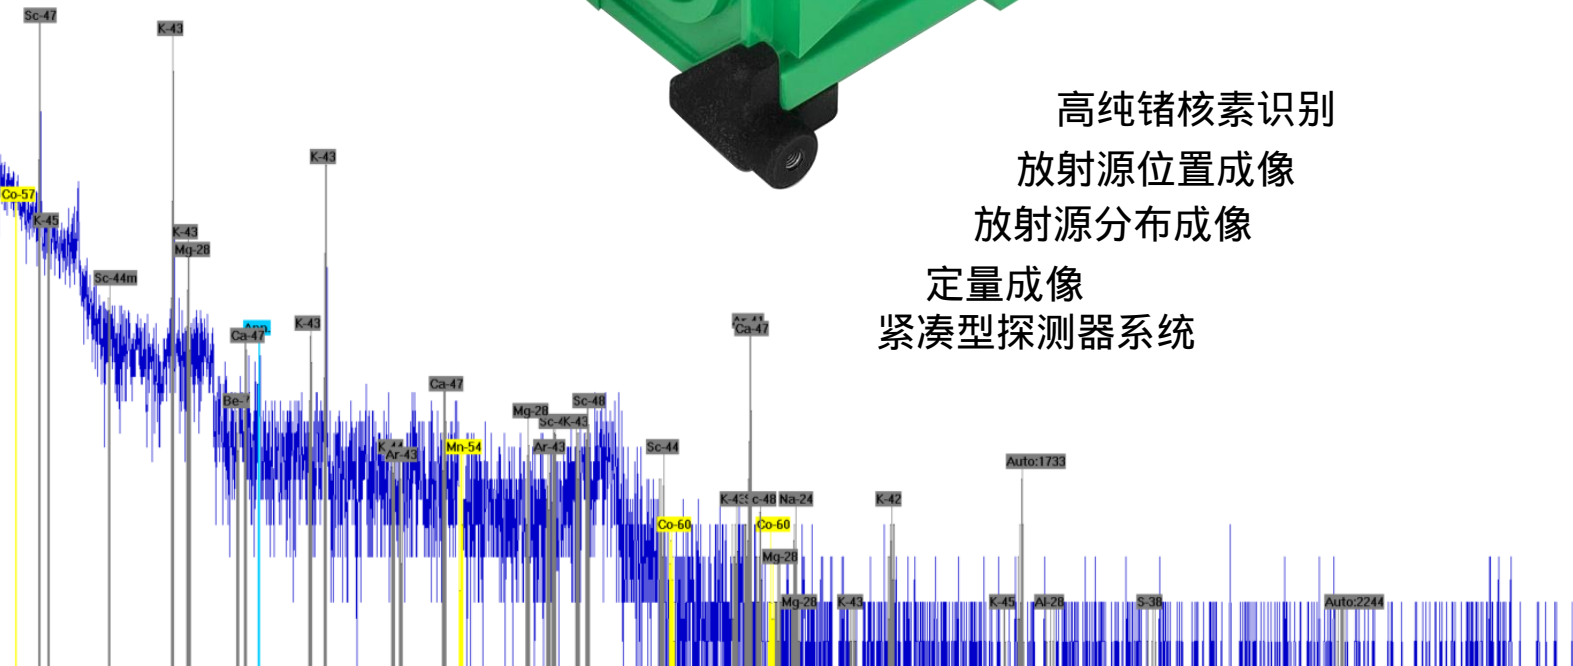 Sc-47
K-43
高纯锗核素识别
K-43
放射源位置成像
Co-57
K-45
放射源分布成像
K-43
Mg-28
Sc-44m
定量成像
K-43
Ca-47
Ca-47
紧凑型探测器系统
Ca-47
Be-7
Sc-48
Mg-28
K-43
Mn-54
Ar-43
Ar-43
Sc-44
Auto:1733
Na-24
K-42
Co-60
Co-60
Mg-28
Mg-28
K-43
K-45
Al-28
S-38
Auto:2244